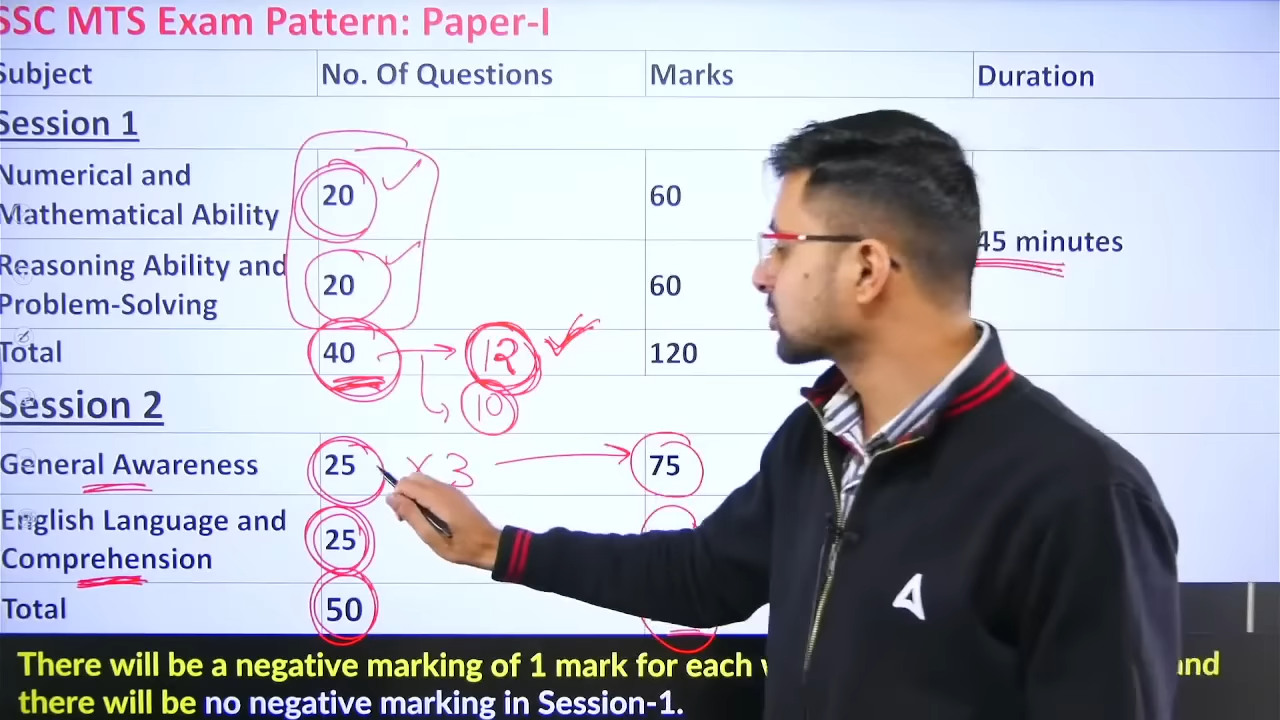 SSC MTS Exam Pattern: Paper-I
Subject No. Of Questions Marks Duration
Session 1
Numerical and
Mathematical Ability 20 60
45 minutes
Reasoning Ability and
Problem-Solving 20 60
Total 40 12 120
10
Session 2
General Awareness 25 x 3 75
English Language and
Comprehension 25
Total 50
There will be a negative marking of 1 mark for each and
there will be no negative marking in Session-1.